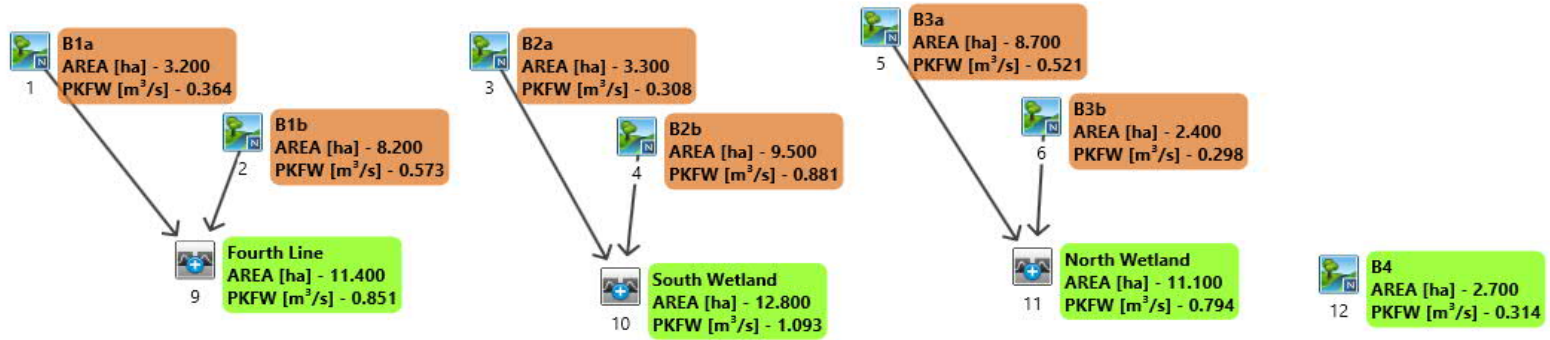 B1a
AREA [ha] - 3.200
PKFW [m³/s] - 0.364
1
B1b
AREA [ha] - 8.200
PKFW [m³/s] - 0.573
2
Fourth Line
AREA [ha] - 11.400
PKFW [m³/s] - 0.851
9
B2a
AREA [ha] - 3.300
PKFW [m³/s] - 0.308
3
B2b
AREA [ha] - 9.500
PKFW [m³/s] - 0.881
4
South Wetland
AREA [ha] - 12.800
PKFW [m³/s] - 1.093
10
B3a
AREA [ha] - 8.700
PKFW [m³/s] - 0.521
5
B3b
AREA [ha] - 2.400
PKFW [m³/s] - 0.298
6
North Wetland
AREA [ha] - 11.100
PKFW [m³/s] - 0.794
11
B4
AREA [ha] - 2.700
PKFW [m³/s] - 0.314
12
N
N
N
N
N
N
N